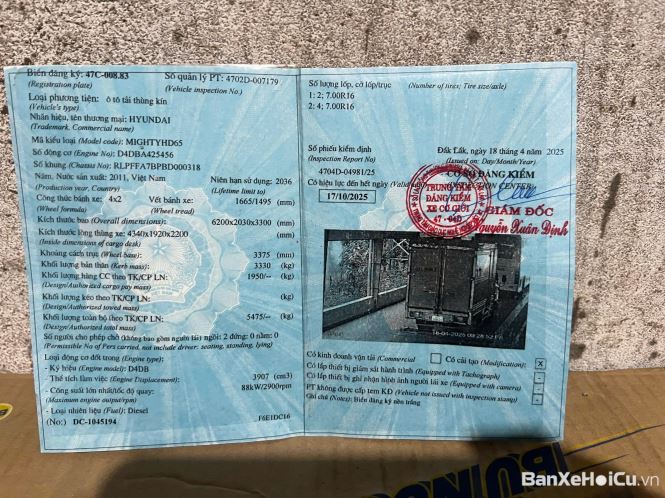 Biển đăng ký: 47C-008.83 Số quản lý PT: 4702D-007179
(Registration plate) (Vehicle inspection No.)
Loại phương tiện: ô tô tải thùng kín
(Vehicle's type)
Nhãn hiệu, tên thương mại: HYUNDAI
(Trademark, Commercial name)
Mã kiểu loại (Model code): MIGHTYHD65
Số động cơ (Engine No): D4DBA425456
Số khung (Chassis No): RLPFFA7BPBD000318
Năm, Nước sản xuất: 2011, Việt Nam Niên hạn sử dụng: 2036
(Production year, Country) (Lifetime limit to)
Công thức bánh xe: 4x2 Vết bánh xe: 1665/1495 (mm)
(Wheel formula) (Wheel tread)
Kích thước bao (Overall dimensions): 6200x2030x3300 (mm)
Kích thước lòng thùng xe: 4340x1920x2200 (mm)
(Inside dimensions of cargo desk)
Khoảng cách trục (Wheel base): 3375 (mm)
Khối lượng bản thân (Kerb mass): 3330 (kg)
Khối lượng hàng CC theo TK/CP LN: 1950/-- (kg)
(Design/Authorized cargo pay mass)
Khối lượng kéo theo TK/CP LN: (kg)
(Design/Authorized towed mass)
Khối lượng toàn bộ theo TK/CP LN: 5475/-- (kg)
(Design/Authorized total mass)
Số người cho phép chở (không bao gồm người lái) ngồi: 2 đứng: 0 nằm: 0
(Permissible No of Pers carried, not include driver: seating, standing, lying)
Loại động cơ đốt trong (Engine type):
- Ký hiệu (Engine model): D4DB
- Thể tích làm việc (Engine Displacement): 3907 (cm3)
- Công suất lớn nhất/tốc độ quay: 88kW/2900rpm
(Maximum engine output/rpm)
- Loại nhiên liệu (Fuel): Diesel
(No:) DC-1045194 F6E1DC16
Số lượng lốp, cỡ lốp/trục (Number of tires; Tire size/axle)
1: 2; 7.00R16
2: 4; 7.00R16
Số phiếu kiểm định Đắk Lắk, ngày 18 tháng 4 năm 2025
(Inspection Report No) (Issued on: Day/Month/Year)
4704D-04981/25 CƠ SỞ ĐĂNG KIỂM
Có hiệu lực đến hết ngày
17/10/2025
TRUNG TÂM
ĐĂNG KIỂM
XE CƠ GIỚI
47 - 04D
GIÁM ĐỐC
Nguyễn Xuân Định
Có kinh doanh vận tải (Commercial Có cải tạo (Modification): X
Có lắp thiết bị giám sát hành trình (Equipped with Tachograph)
Có lắp thiết bị ghi nhận hình ảnh người lái xe (Equipped with camera) -
PT không được cấp tem KĐ (Vehicle not issued with inspection stamp) -
Ghi chú (Notes): Biển đăng ký nền trắng
BanXeHoiCu.vn